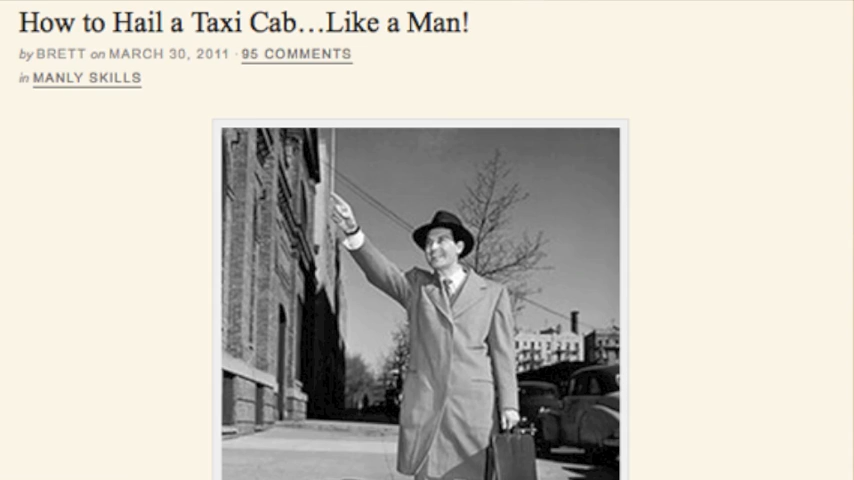 How to Hail a Taxi Cab…Like a Man!
by BRETT on MARCH 30, 2011 · 95 COMMENTS
in MANLY SKILLS